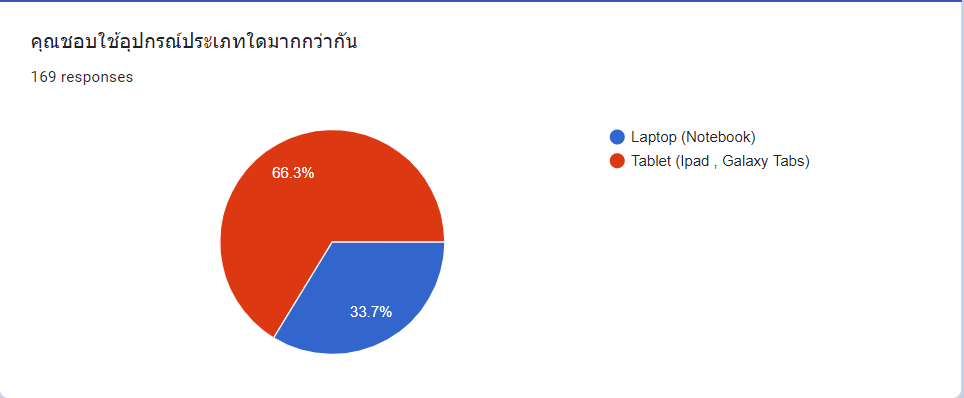 คุณชอบใช้อุปกรณ์ประเภทใดมากกว่ากัน
169 responses
66.3%
33.7%
Laptop (Notebook)
Tablet (Ipad , Galaxy Tabs)